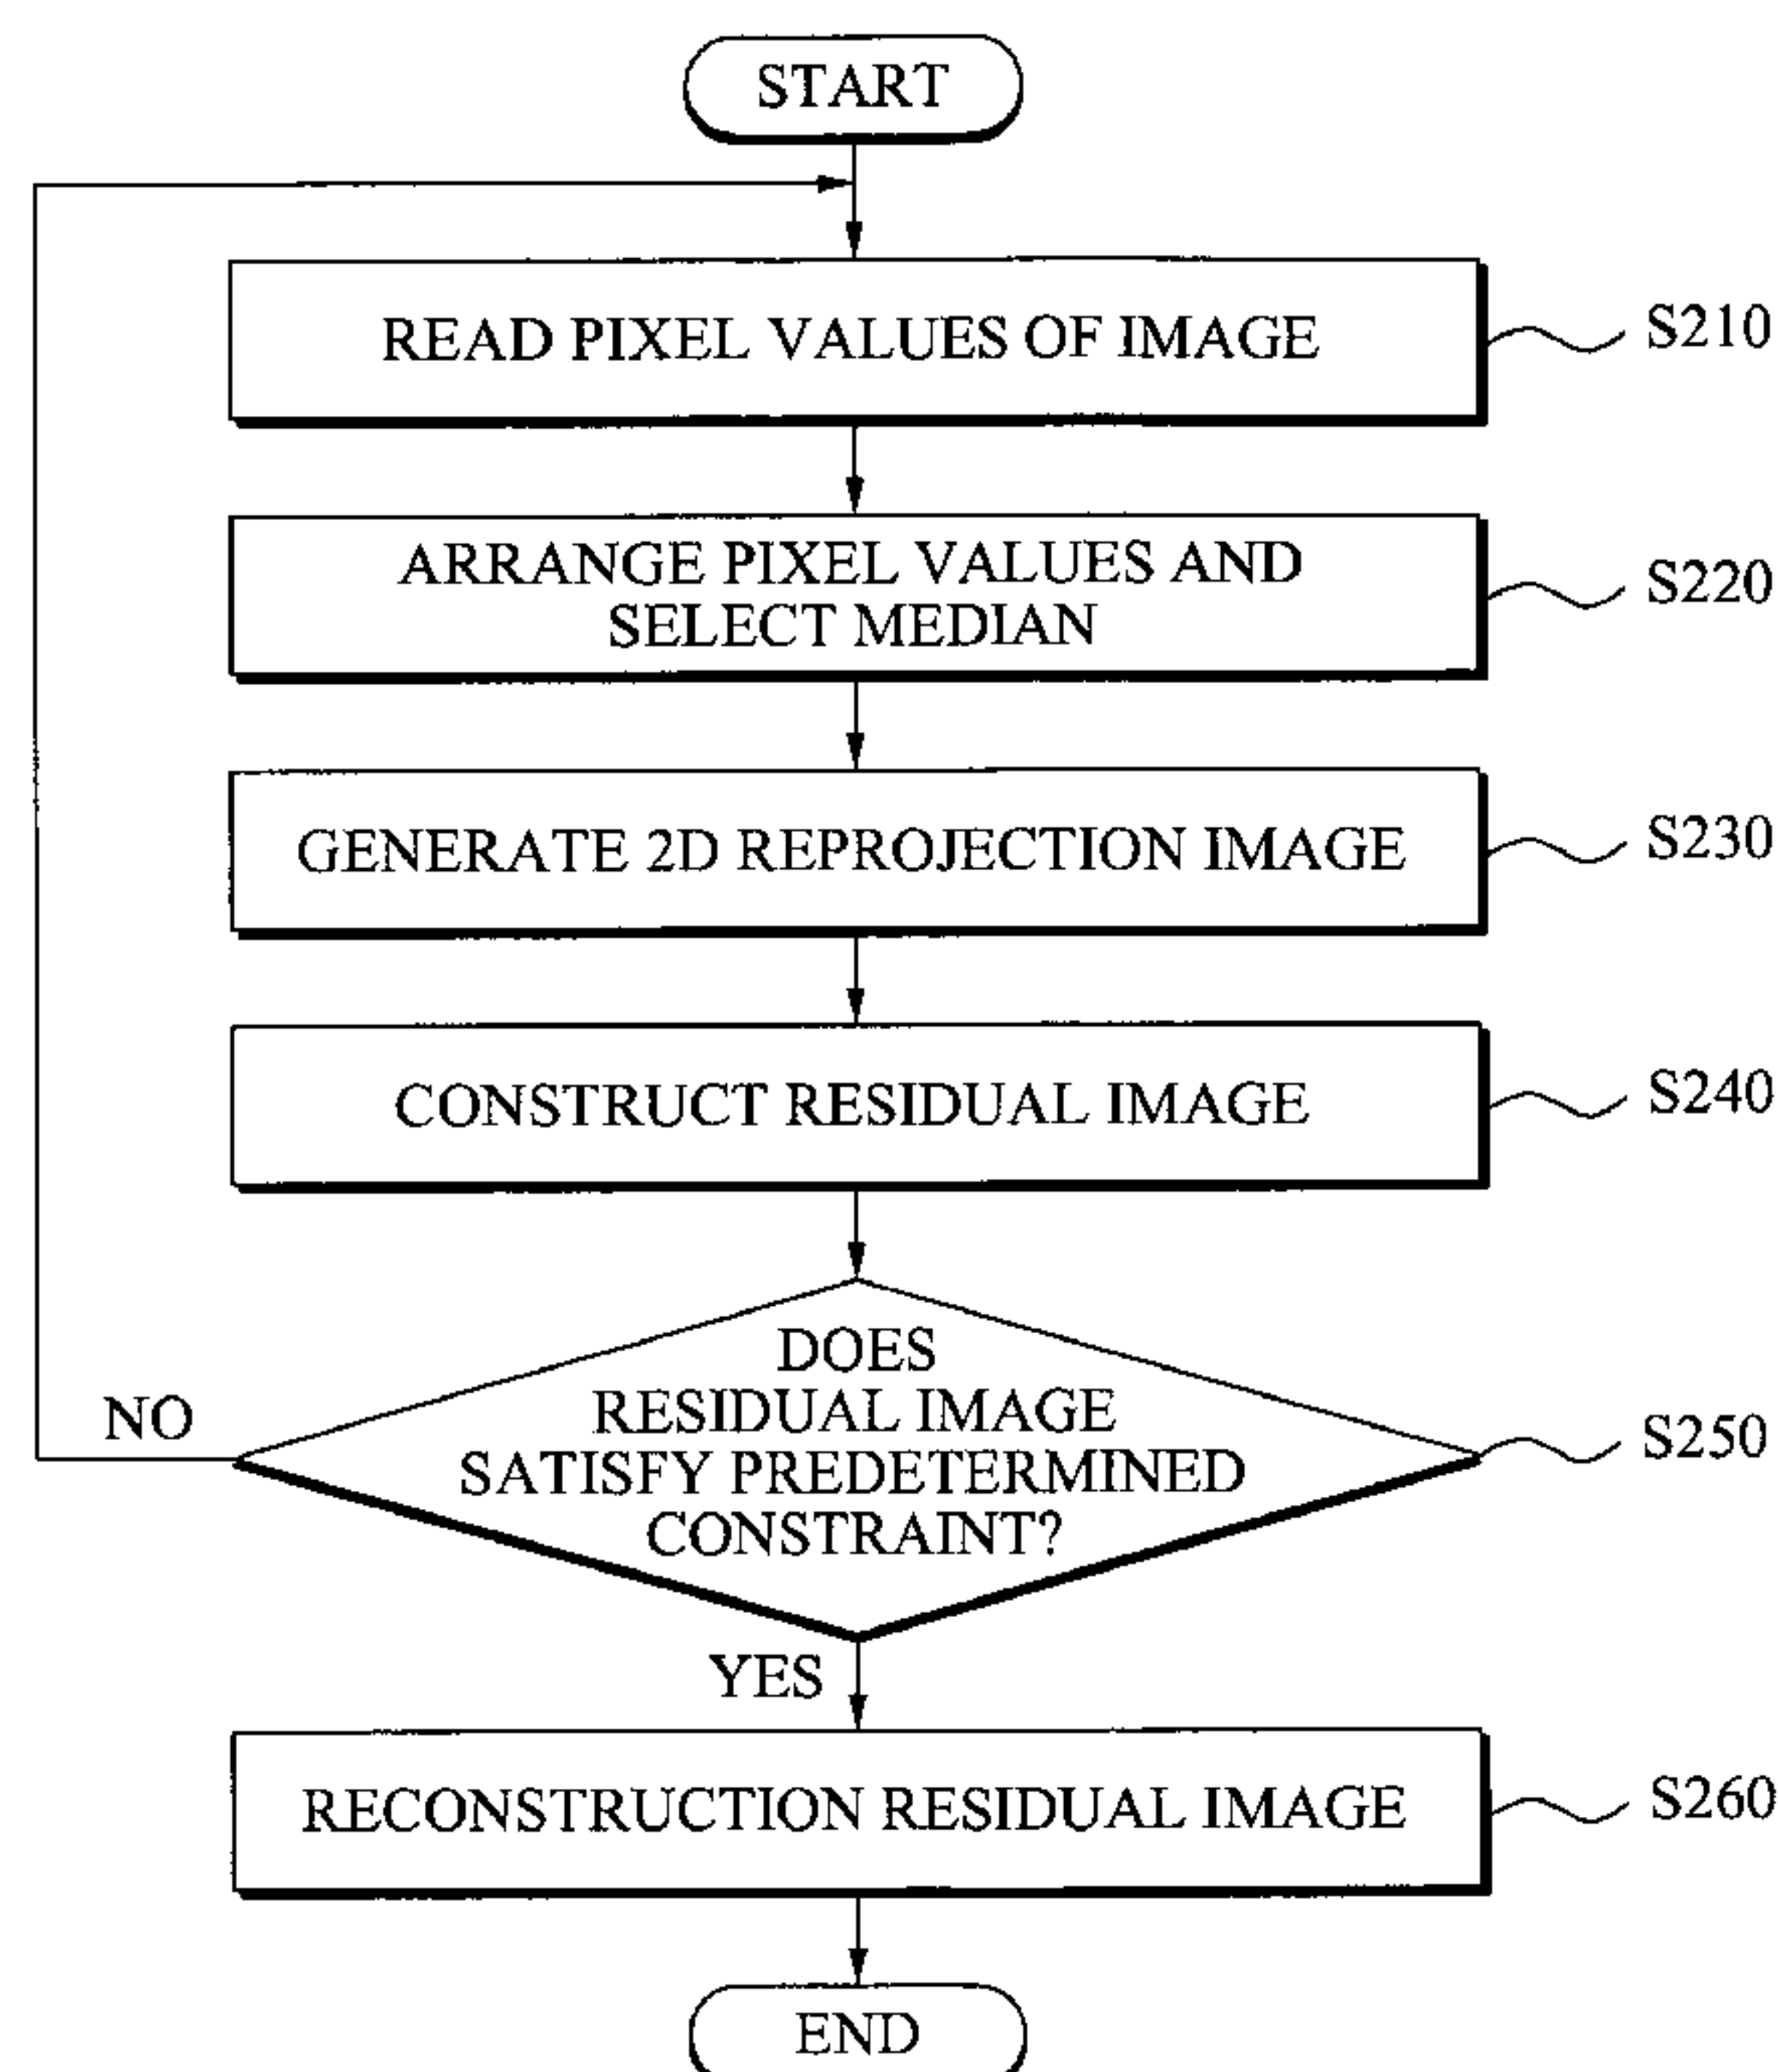 START
READ PIXEL VALUES OF IMAGE
S210
ARRANGE PIXEL VALUES AND
SELECT MEDIAN
S220
GENERATE 2D REPROJECTION IMAGE
S230
CONSTRUCT RESIDUAL IMAGE
S240
DOES
RESIDUAL IMAGE
SATISFY PREDETERMINED
CONSTRAINT?
S250
NO
YES
RECONSTRUCTION RESIDUAL IMAGE
S260
END